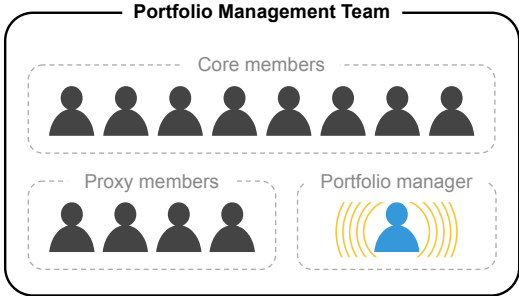 Portfolio Management Team
Core members
Proxy members
Portfolio manager